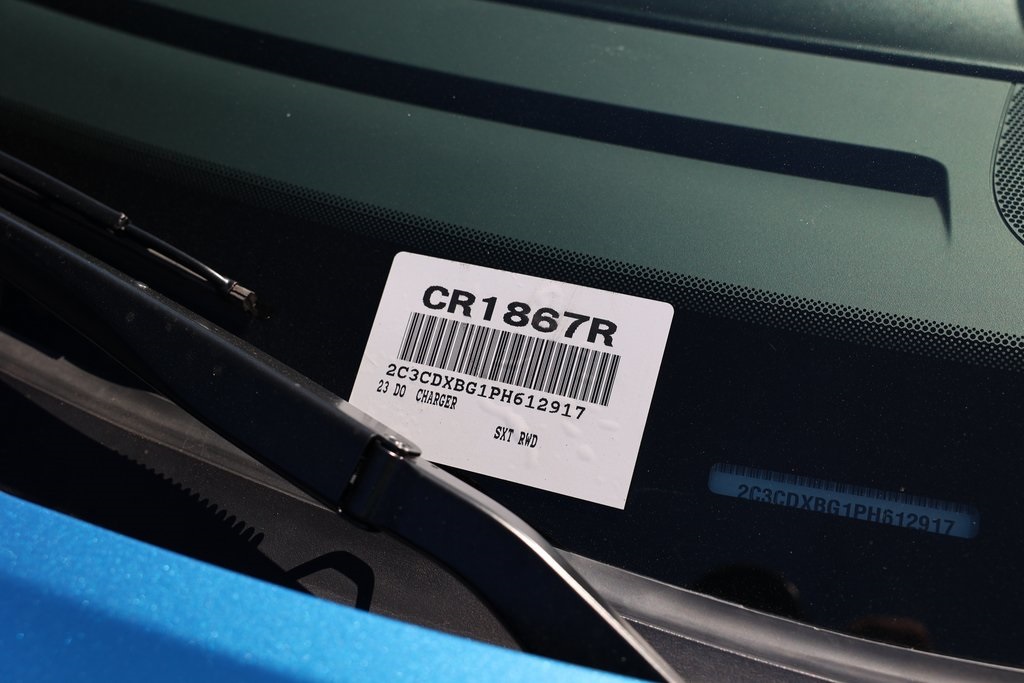 CR1867R
2C3CDXBG1PH612917
23 DO CHARGER
SXT RWD
2C3CDXBG1PH612917